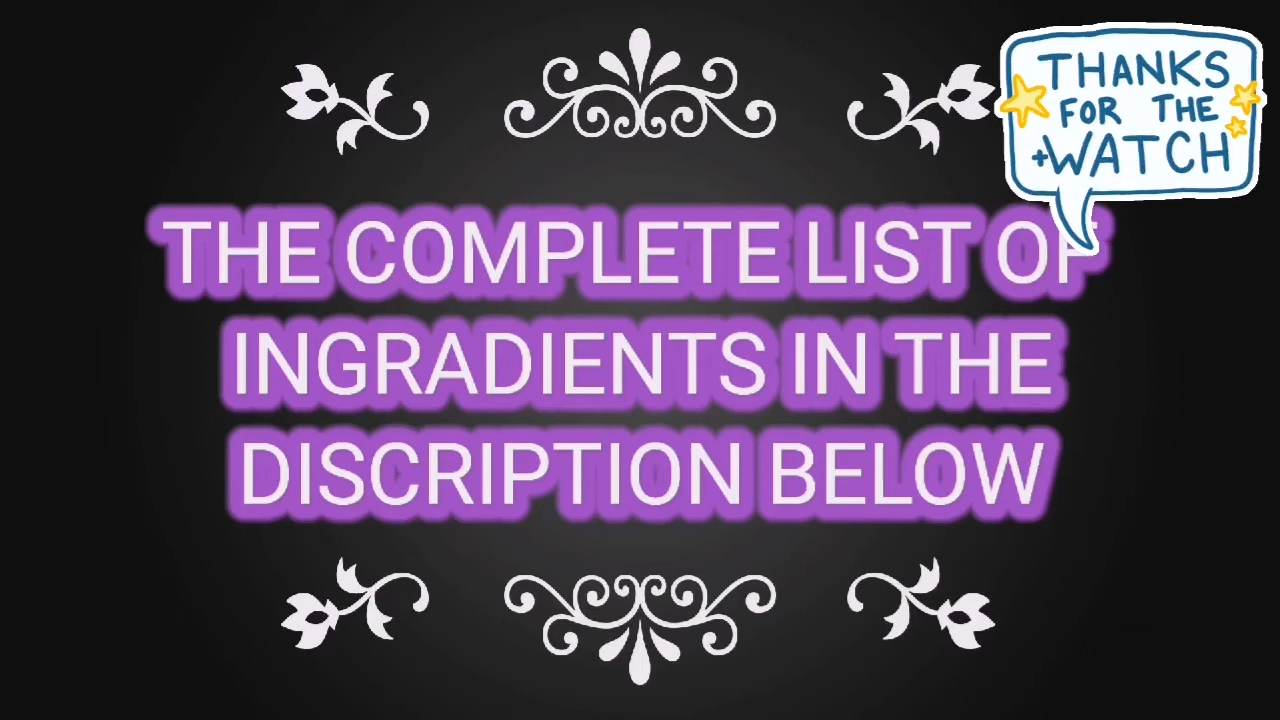 THANKS
FOR THE
WATCH
THE COMPLETE LIST OF
INGRADIENTS IN THE
DISCRIPTION BELOW